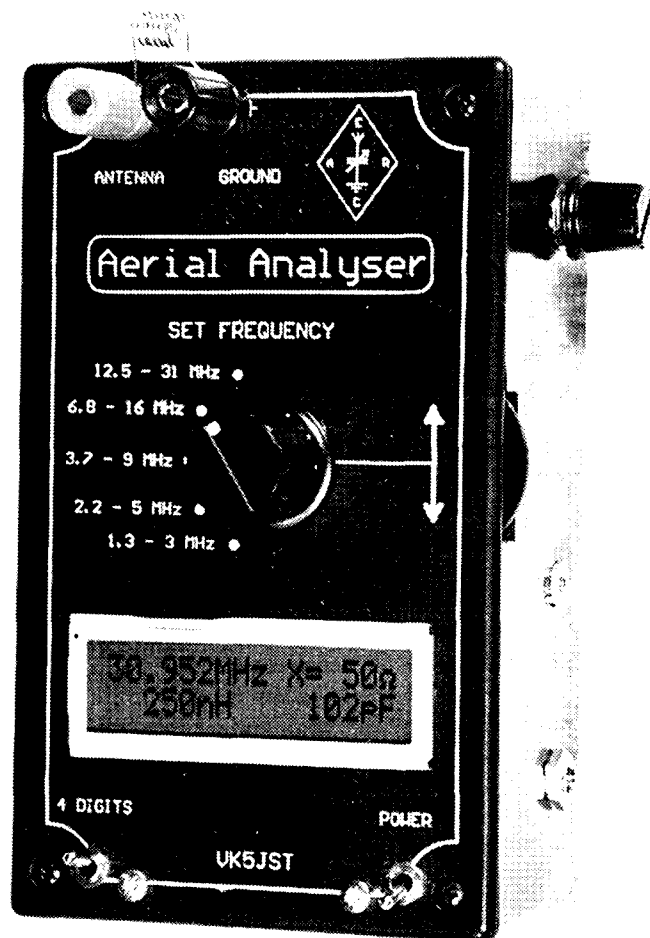 ANTENNA GROUND
E
A R
C
Aerial Analyser
SET FREQUENCY
12.5 - 31 MHz
6.8 - 16 MHz
3.7 - 9 MHz
2.2 - 5 MHz
1.3 - 3 MHz
30.952MHz X= 50Ω
250nH 102pF
4 DIGITS POWER
VK5JST